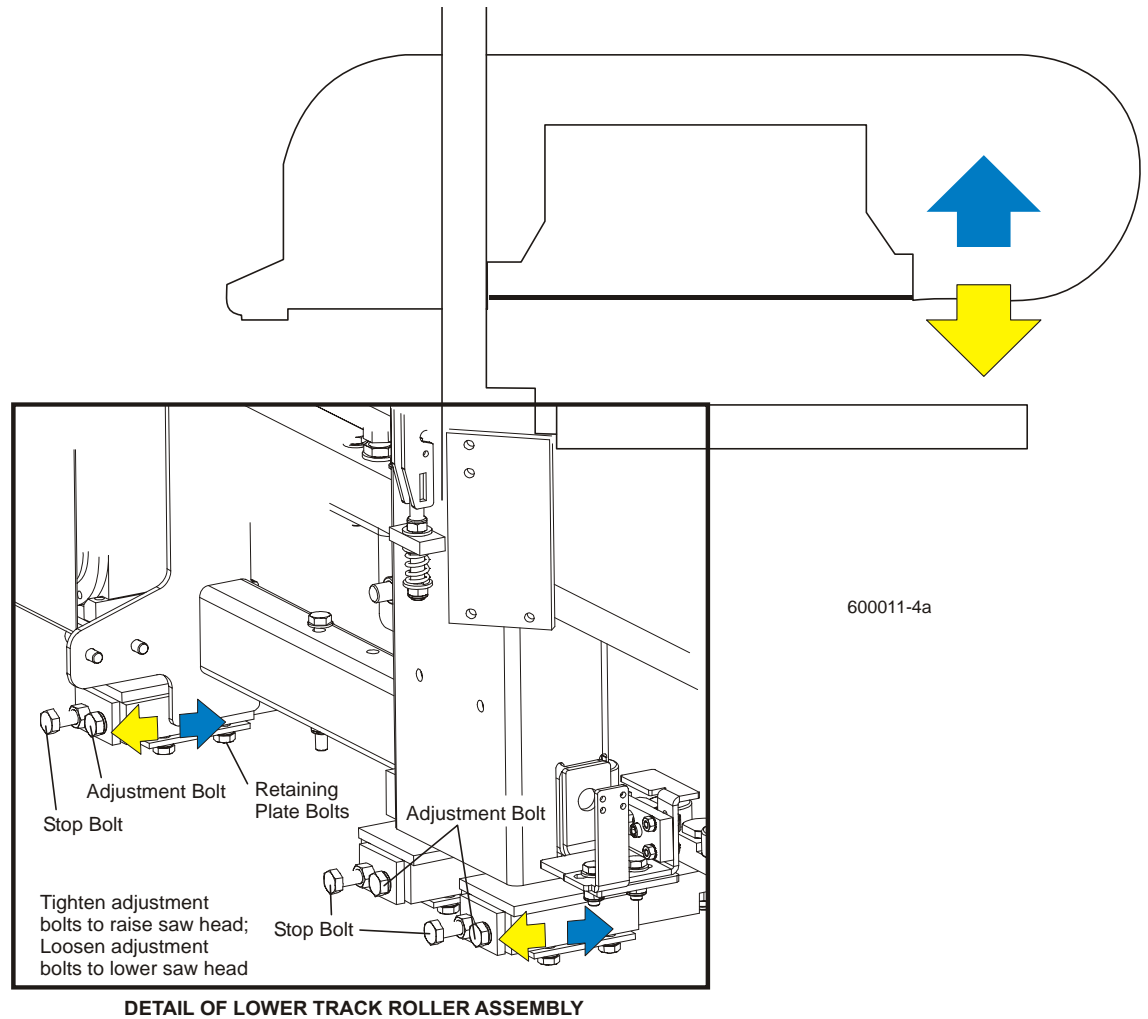 600011-4a
Adjustment Bolt
Retaining
Plate Bolts
Stop Bolt
Adjustment Bolt
Stop Bolt
Tighten adjustment
bolts to raise saw head;
Loosen adjustment
bolts to lower saw head
DETAIL OF LOWER TRACK ROLLER ASSEMBLY